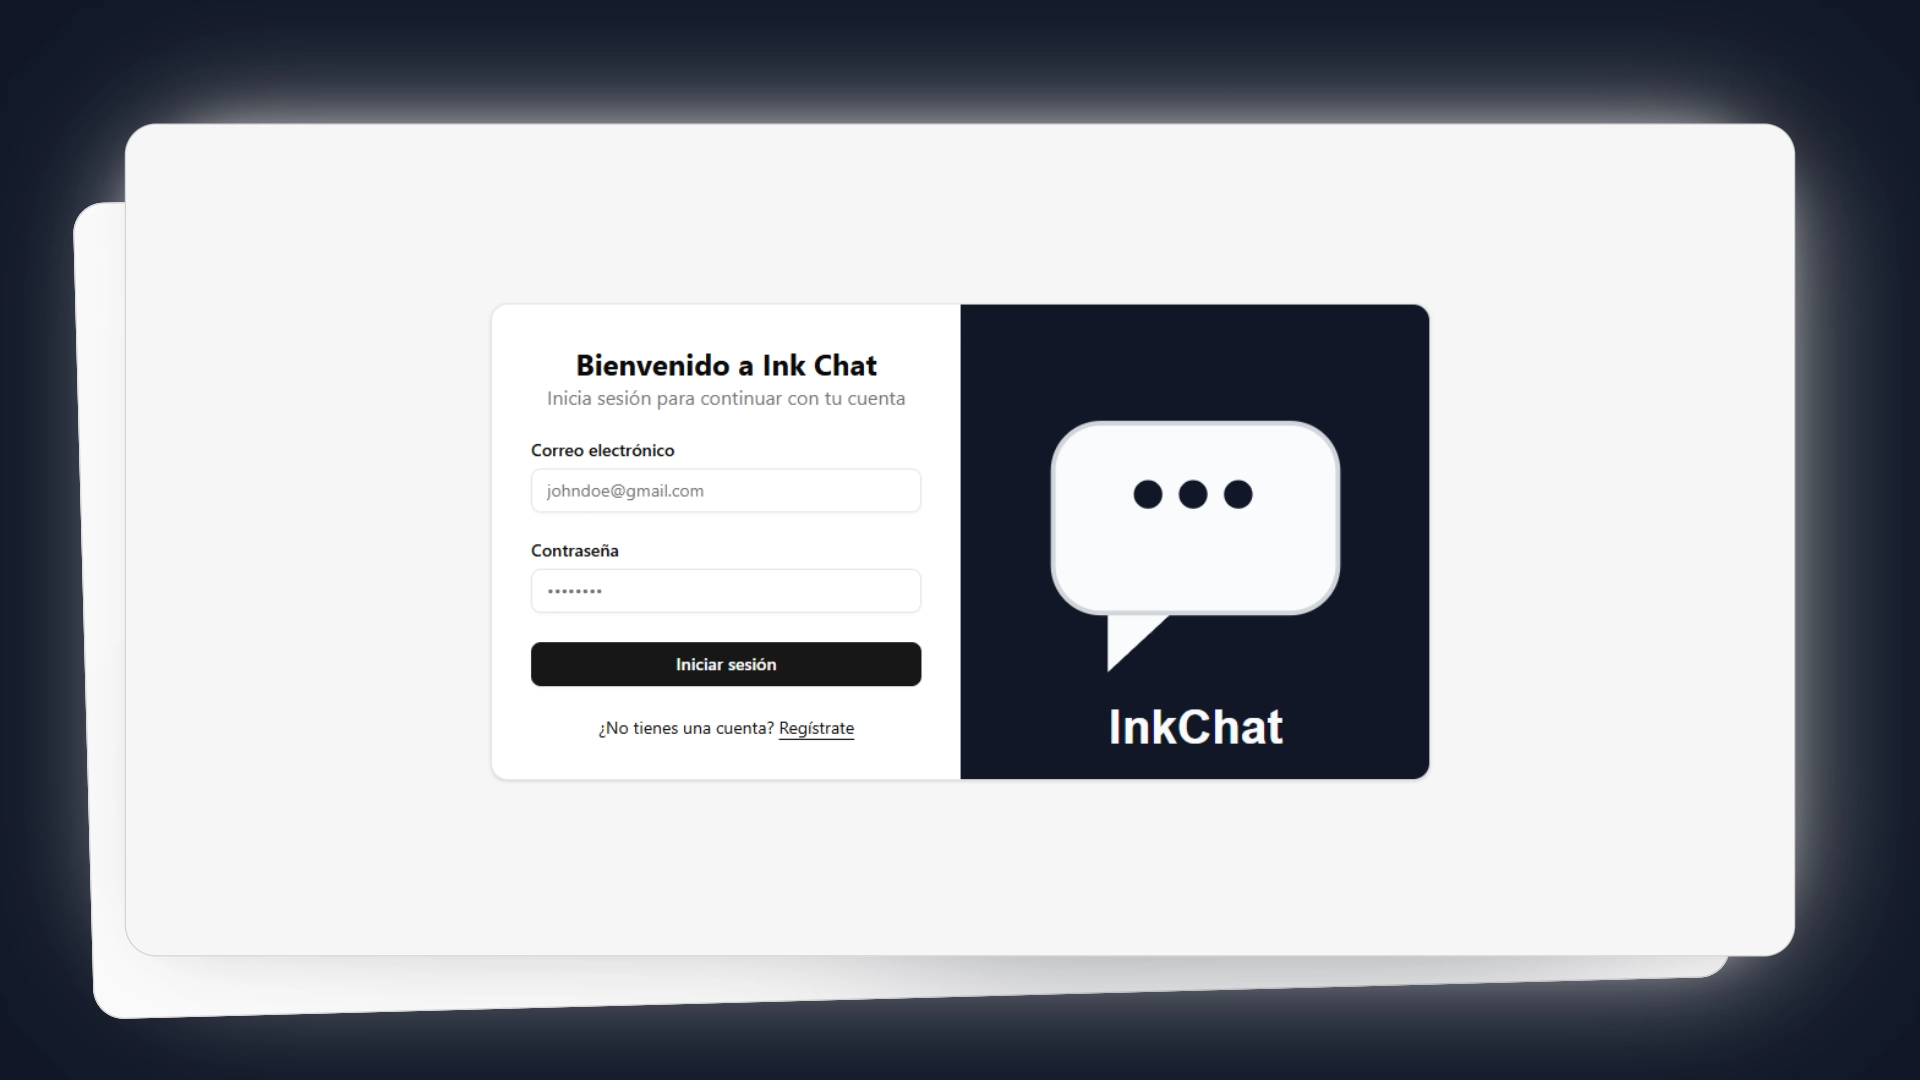 Bienvenido a Ink Chat
Inicia sesión para continuar con tu cuenta
Correo electrónico
johndoe@gmail.com
Contraseña
••••••••
Iniciar sesión
¿No tienes una cuenta? Regístrate
InkChat